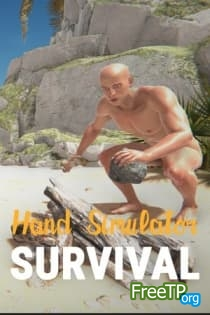 Hand Simulator
SURVIVAL
FreeTP.org